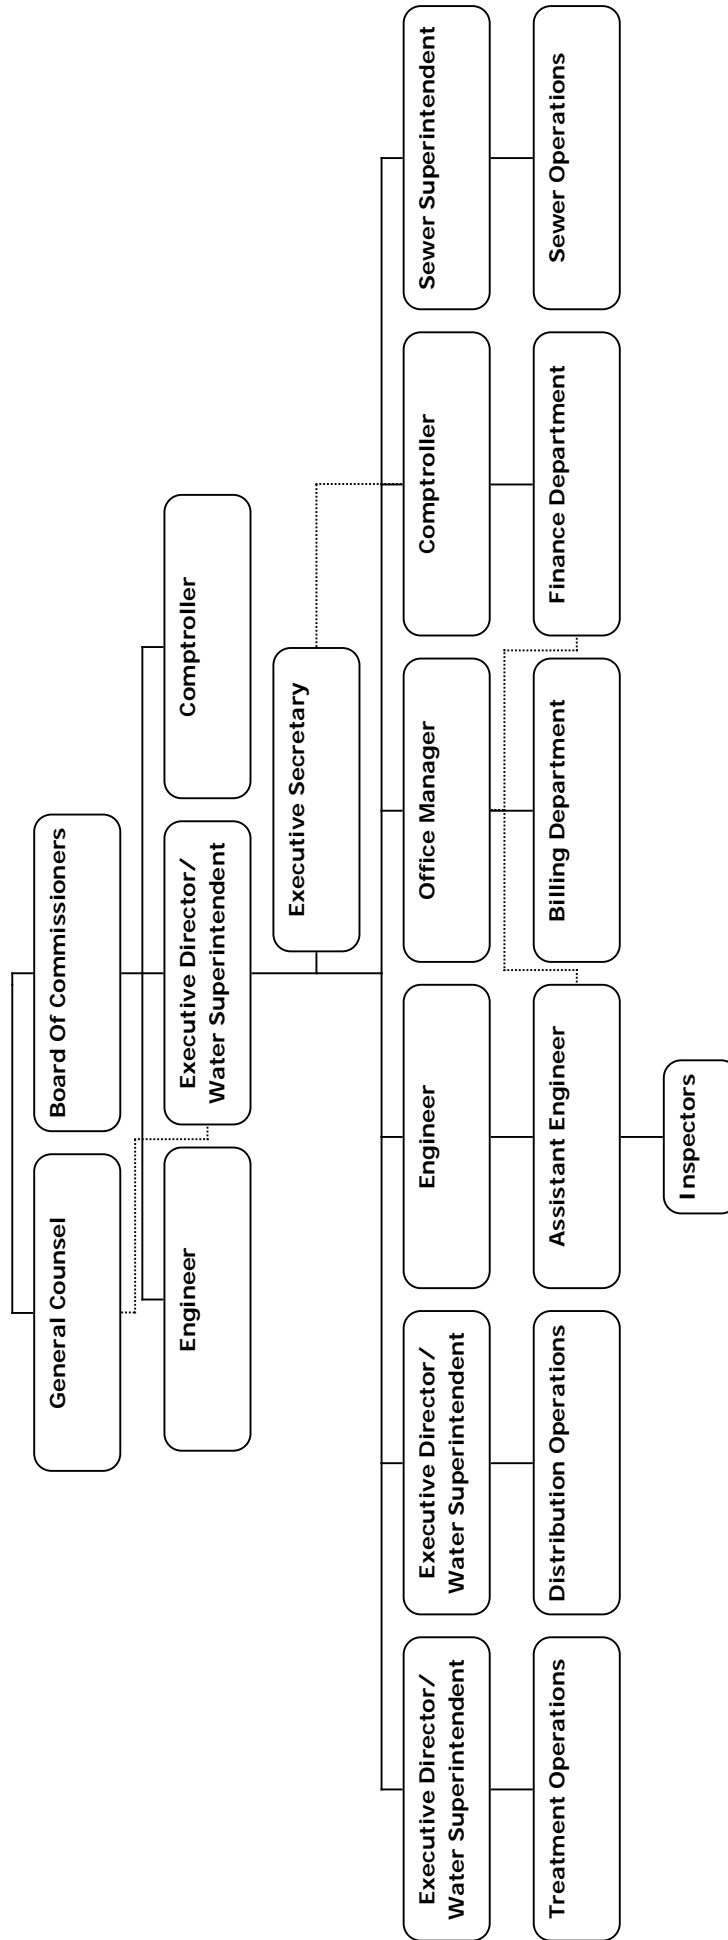 General Counsel
Board Of Commissioners
Engineer
Executive Director/
Water Superintendent
Comptroller
Executive Secretary
Executive Director/
Water Superintendent
Executive Director/
Water Superintendent
Engineer
Office Manager
Comptroller
Sewer Superintendent
Treatment Operations
Distribution Operations
Assistant Engineer
Billing Department
Finance Department
Sewer Operations
Inspectors